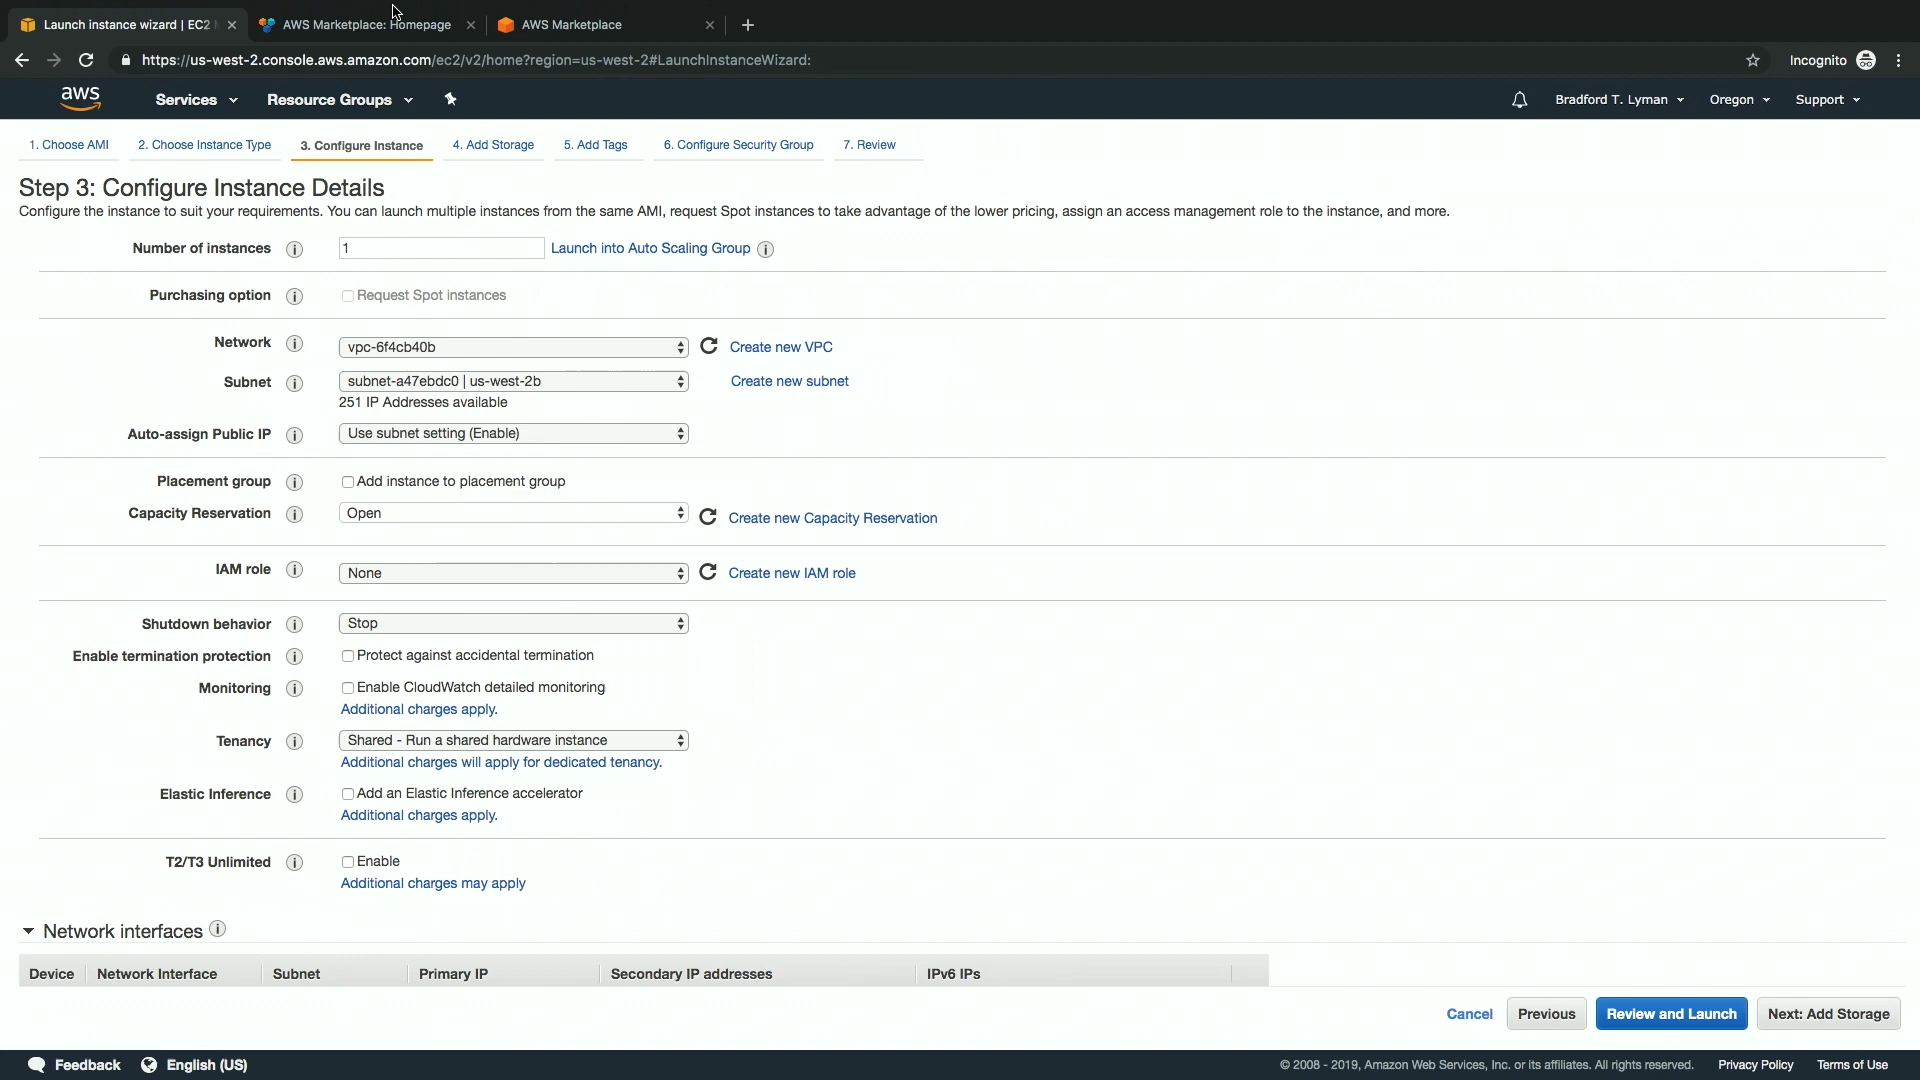 Launch instance wizard | EC2
AWS Marketplace: Homepage
AWS Marketplace
https://us-west-2.console.aws.amazon.com/ec2/v2/home?region=us-west-2#LaunchInstanceWizard:
Incognito
aws
Services
Resource Groups
Bradford T. Lyman
Oregon
Support
1. Choose AMI
2. Choose Instance Type
3. Configure Instance
4. Add Storage
5. Add Tags
6. Configure Security Group
7. Review
Step 3: Configure Instance Details
Configure the instance to suit your requirements. You can launch multiple instances from the same AMI, request Spot instances to take advantage of the lower pricing, assign an access management role to the instance, and more.
Number of instances
1
Launch into Auto Scaling Group
Purchasing option
Request Spot instances
Network
vpc-6f4cb40b
Create new VPC
Subnet
subnet-a47ebdc0 | us-west-2b
Create new subnet
251 IP Addresses available
Auto-assign Public IP
Use subnet setting (Enable)
Placement group
Add instance to placement group
Capacity Reservation
Open
Create new Capacity Reservation
IAM role
None
Create new IAM role
Shutdown behavior
Stop
Enable termination protection
Protect against accidental termination
Monitoring
Enable CloudWatch detailed monitoring
Additional charges apply.
Tenancy
Shared - Run a shared hardware instance
Additional charges will apply for dedicated tenancy.
Elastic Inference
Add an Elastic Inference accelerator
Additional charges apply.
T2/T3 Unlimited
Enable
Additional charges may apply
Network interfaces
Device
Network Interface
Subnet
Primary IP
Secondary IP addresses
IPv6 IPs
Cancel
Previous
Review and Launch
Next: Add Storage
Feedback
English (US)
© 2008 - 2019, Amazon Web Services, Inc. or its affiliates. All rights reserved.
Privacy Policy
Terms of Use